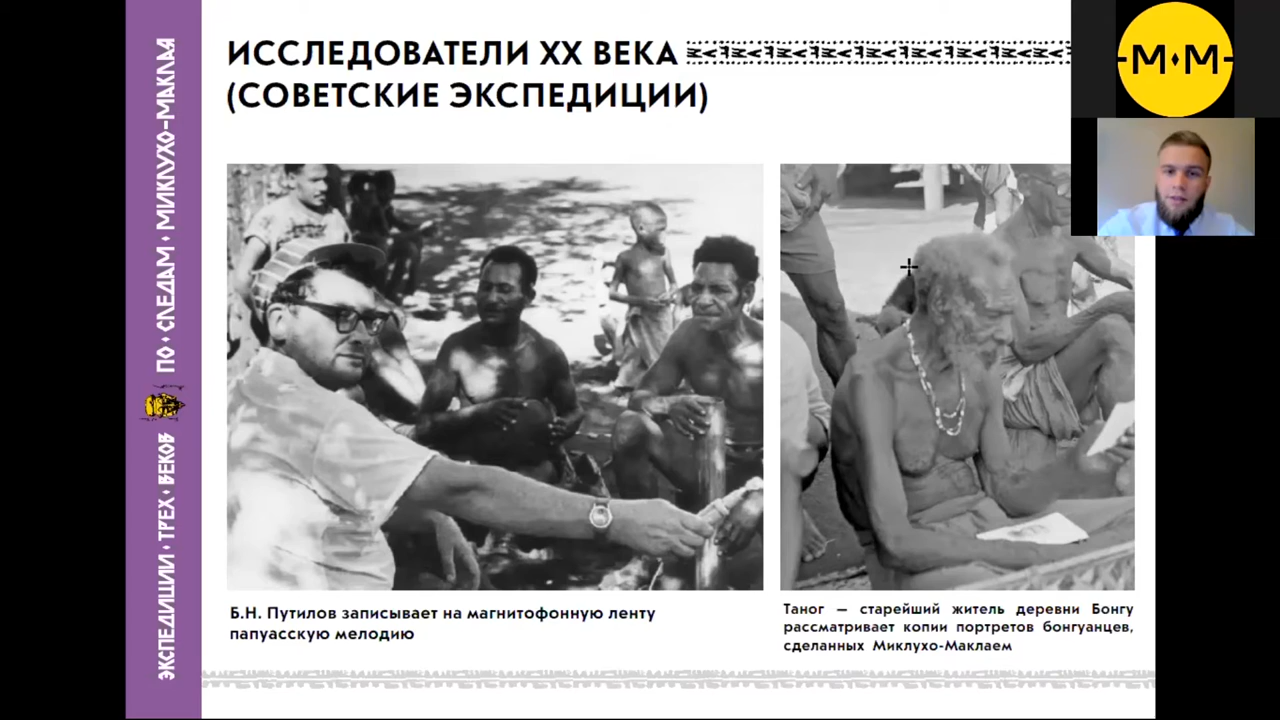 ИССЛЕДОВАТЕЛИ XX ВЕКА
(СОВЕТСКИЕ ЭКСПЕДИЦИИ)
ЭКСПЕДИЦИИ • ТРЕХ • ВЕКОВ
ПО • СЛЕДАМ • МИКЛУХО-МАКЛАЯ
Б.Н. Путилов записывает на магнитофонную ленту
папуасскую мелодию
Таног — старейший житель деревни Бонгу
рассматривает копии портретов бонгуанцев,
сделанных Миклухо-Маклаем
-М•М-